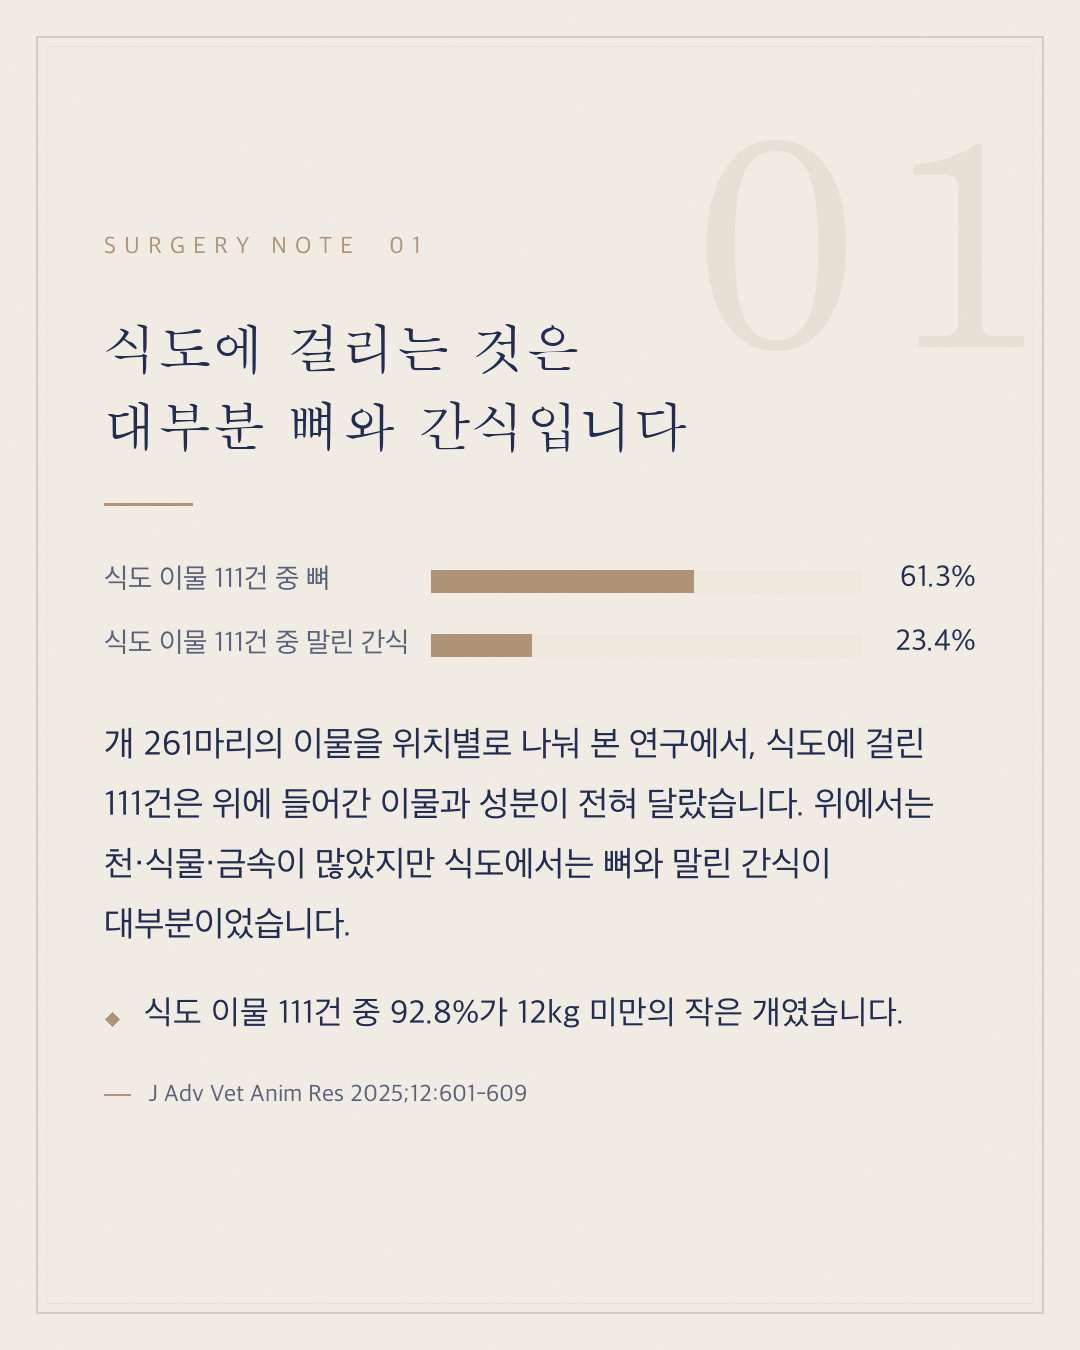 01
SURGERY NOTE 01
식도에 걸리는 것은
대부분 뼈와 간식입니다
식도 이물 111건 중 뼈 61.3%
식도 이물 111건 중 말린 간식 23.4%
개 261마리의 이물을 위치별로 나눠 본 연구에서, 식도에 걸린
111건은 위에 들어간 이물과 성분이 전혀 달랐습니다. 위에서는
천·식물·금속이 많았지만 식도에서는 뼈와 말린 간식이
대부분이었습니다.
◆ 식도 이물 111건 중 92.8%가 12kg 미만의 작은 개였습니다.
— J Adv Vet Anim Res 2025;12:601-609